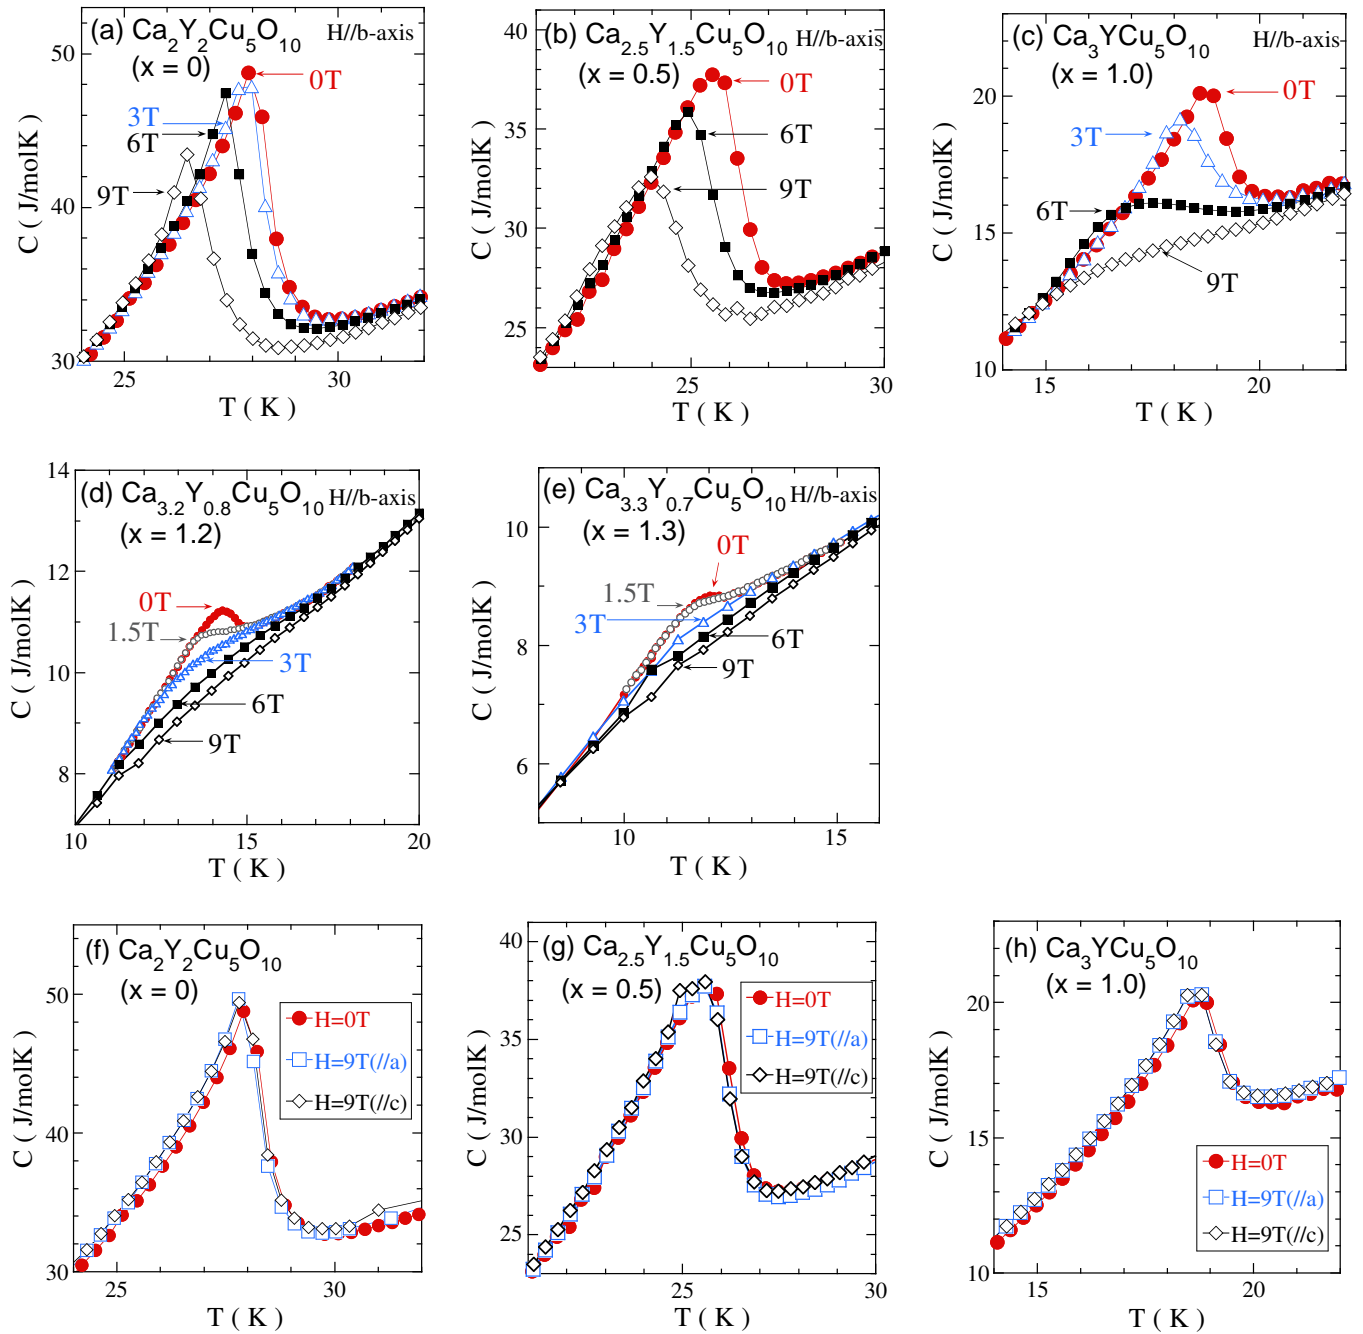 (a) Ca2Y2Cu5O10 H//b-axis
(x = 0)
50
40
30
25
30
0T
3T
6T
9T
C ( J/molK )
T ( K )
(b) Ca2.5Y1.5Cu5O10 H//b-axis
(x = 0.5)
40
35
30
25
25
30
0T
6T
9T
C ( J/molK )
T ( K )
(c) Ca3YCu5O10 H//b-axis
(x = 1.0)
20
15
10
15
20
0T
3T
6T
9T
C ( J/molK )
T ( K )
(d) Ca3.2Y0.8Cu5O10 H//b-axis
(x = 1.2)
14
12
10
8
10
15
20
0T
1.5T
3T
6T
9T
C ( J/molK )
T ( K )
(e) Ca3.3Y0.7Cu5O10 H//b-axis
(x = 1.3)
10
8
6
10
15
0T
1.5T
3T
6T
9T
C ( J/molK )
T ( K )
(f) Ca2Y2Cu5O10
(x = 0)
50
40
30
25
30
H=0T
H=9T(//a)
H=9T(//c)
C ( J/molK )
T ( K )
(g) Ca2.5Y1.5Cu5O10
(x = 0.5)
40
35
30
25
25
30
H=0T
H=9T(//a)
H=9T(//c)
C ( J/molK )
T ( K )
(h) Ca3YCu5O10
(x = 1.0)
20
15
10
15
20
H=0T
H=9T(//a)
H=9T(//c)
C ( J/molK )
T ( K )